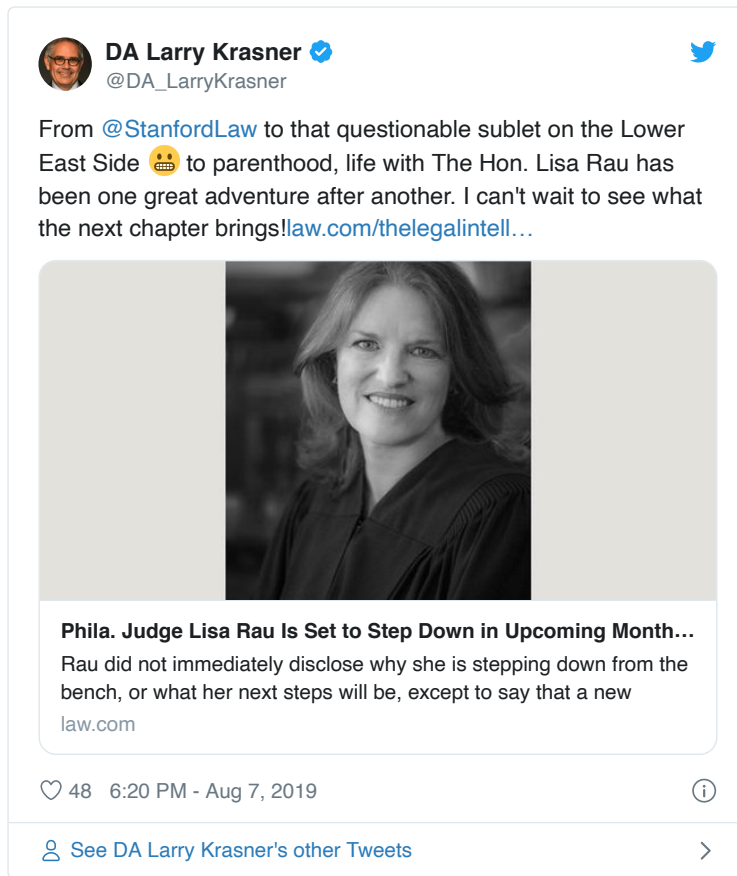 DA Larry Krasner
@DA_LarryKrasner
From @StanfordLaw to that questionable sublet on the Lower
East Side 😬 to parenthood, life with The Hon. Lisa Rau has
been one great adventure after another. I can't wait to see what
the next chapter brings!law.com/thelegalintell…
Phila. Judge Lisa Rau Is Set to Step Down in Upcoming Month...
Rau did not immediately disclose why she is stepping down from the
bench, or what her next steps will be, except to say that a new
law.com
48 6:20 PM - Aug 7, 2019
See DA Larry Krasner's other Tweets